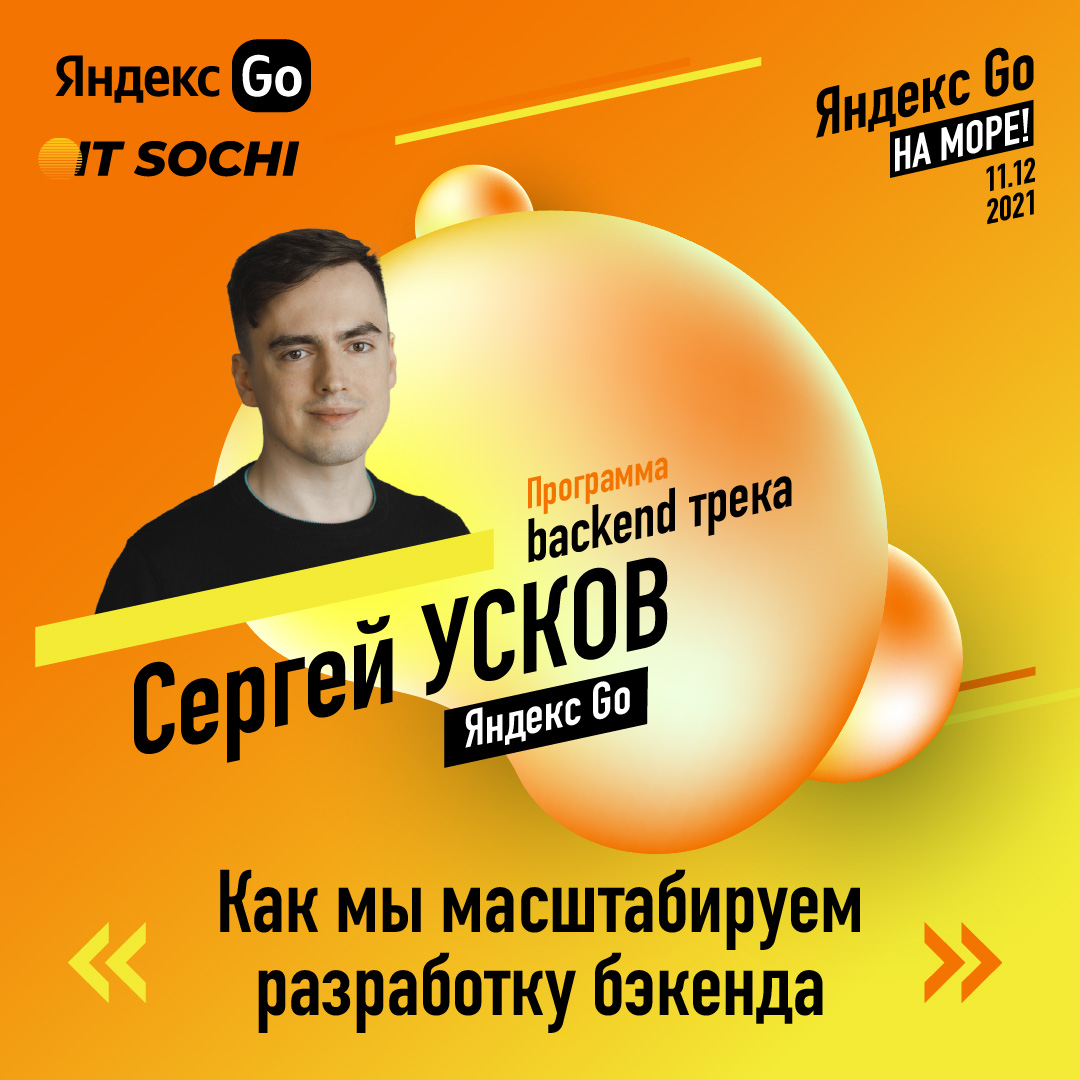 Яндекс Go
IT SOCHI
Яндекс Go
НА МОРЕ!
11.12
2021
Программа
backend трека
Сергей УСКОВ
Яндекс Go
« Как мы масштабируем
разработку бэкенда »